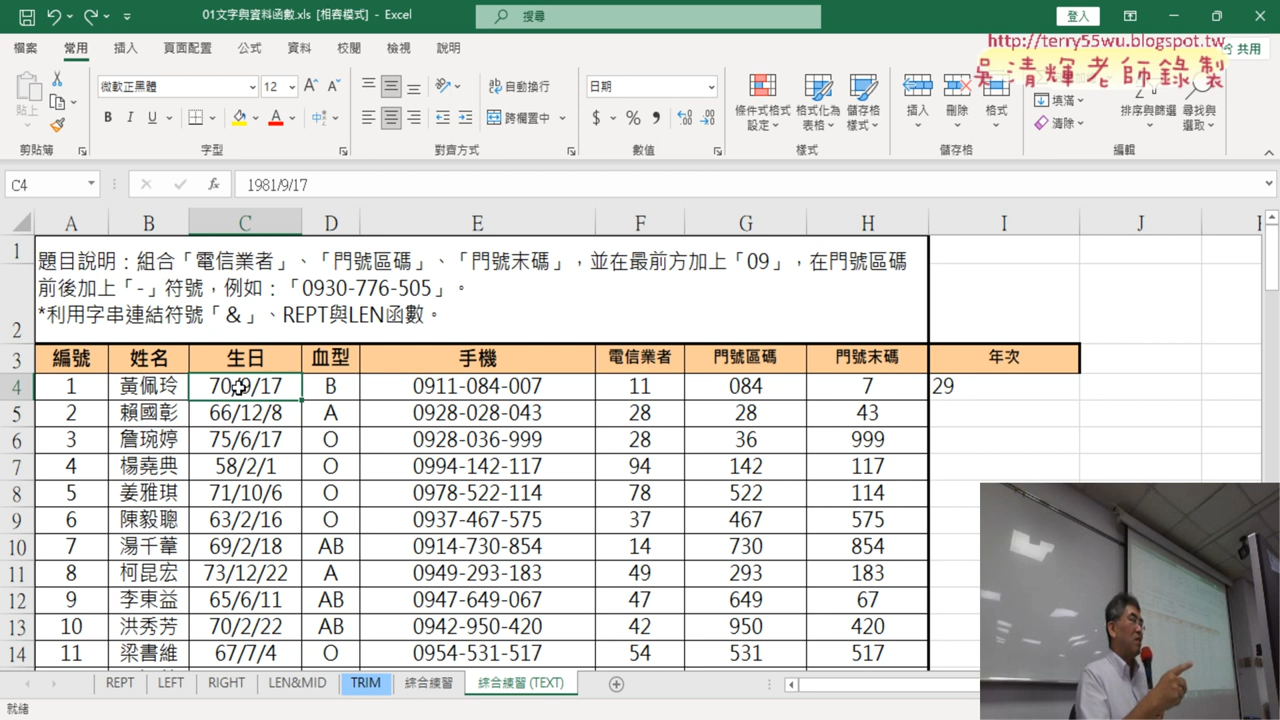 01文字與資料函數.xls [相容模式] - Excel
搜尋
登入
http://terry55wu.blogspot.tw
吳清輝老師錄製
檔案 常用 插入 頁面配置 公式 資料 校閱 檢視 說明 共用
貼上
微軟正黑體 12
自動換行
日期
跨欄置中
條件式格式設定 格式化為表格 儲存格樣式
插入 刪除 格式
填滿
清除
排序與篩選 尋找與選取
剪貼簿 字型 對齊方式 數值 樣式 儲存格 編輯
C4 fx 1981/9/17
A B C D E F G H I J
1
2
題目說明：組合「電信業者」、「門號區碼」、「門號末碼」，並在最前方加上「09」，在門號區碼
前後加上「-」符號，例如：「0930-776-505」。
*利用字串連結符號「&」、REPT與LEN函數。
3 編號 姓名 生日 血型 手機 電信業者 門號區碼 門號末碼 年次
4 1 黃佩玲 70/9/17 B 0911-084-007 11 084 7 29
5 2 賴國彰 66/12/8 A 0928-028-043 28 28 43
6 3 詹琬婷 75/6/17 O 0928-036-999 28 36 999
7 4 楊堯典 58/2/1 O 0994-142-117 94 142 117
8 5 姜雅琪 71/10/6 O 0978-522-114 78 522 114
9 6 陳毅聰 63/2/16 O 0937-467-575 37 467 575
10 7 湯千葦 69/2/18 AB 0914-730-854 14 730 854
11 8 柯昆宏 73/12/22 A 0949-293-183 49 293 183
12 9 李東益 65/6/11 AB 0947-649-067 47 649 67
13 10 洪秀芳 70/2/22 AB 0942-950-420 42 950 420
14 11 梁書維 67/7/4 O 0954-531-517 54 531 517
REPT LEFT RIGHT LEN&MID TRIM 綜合練習 綜合練習 (TEXT)
就緒